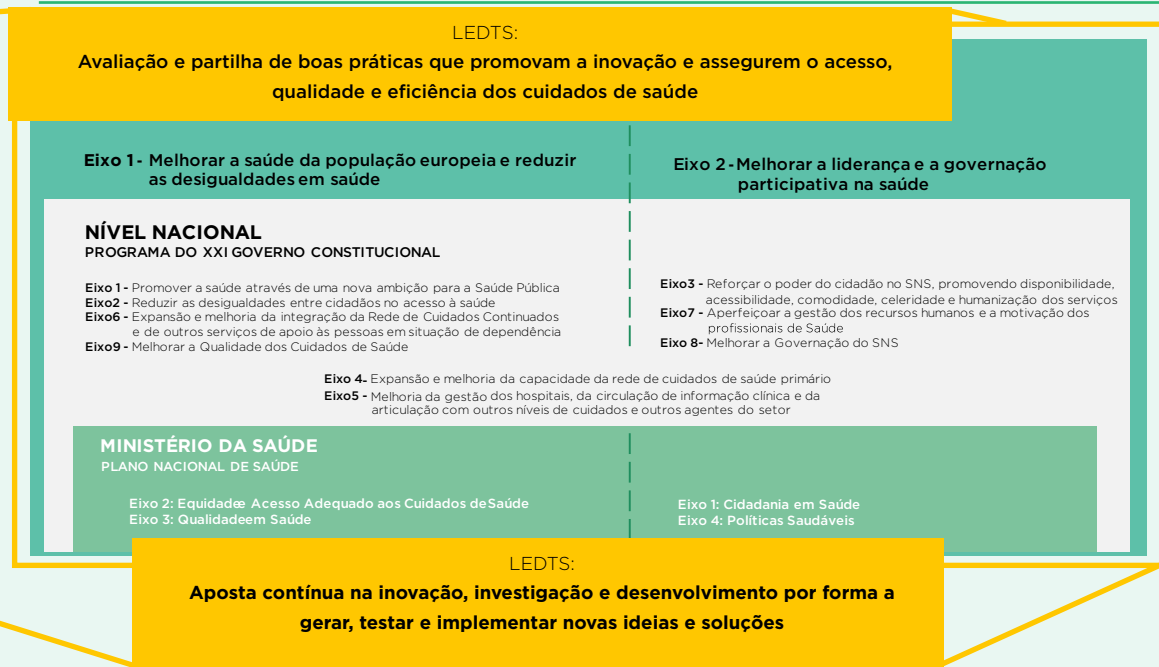 LEDTS:
Avaliação e partilha de boas práticas que promovam a inovação e assegurem o acesso,
qualidade e eficiência dos cuidados de saúde
Eixo 1 - Melhorar a saúde da população europeia e reduzir
as desigualdades em saúde
Eixo 2 - Melhorar a liderança e a governação
participativa na saúde
NÍVEL NACIONAL
PROGRAMA DO XXI GOVERNO CONSTITUCIONAL
Eixo 1 - Promover a saúde através de uma nova ambição para a Saúde Pública
Eixo2 - Reduzir as desigualdades entre cidadãos no acesso à saúde
Eixo6 - Expansão e melhoria da integração da Rede de Cuidados Continuados
e de outros serviços de apoio às pessoas em situação de dependência
Eixo9 - Melhorar a Qualidade dos Cuidados de Saúde
Eixo3 - Reforçar o poder do cidadão no SNS, promovendo disponibilidade,
acessibilidade, comodidade, celeridade e humanização dos serviços
Eixo7 - Aperfeiçoar a gestão dos recursos humanos e a motivação dos
profissionais de Saúde
Eixo 8- Melhorar a Governação do SNS
Eixo 4- Expansão e melhoria da capacidade da rede de cuidados de saúde primário
Eixo5 - Melhoria da gestão dos hospitais, da circulação de informação clínica e da
articulação com outros níveis de cuidados e outros agentes do setor
MINISTÉRIO DA SAÚDE
PLANO NACIONAL DE SAÚDE
Eixo 2: Equidade e Acesso Adequado aos Cuidados deSaúde
Eixo 3: Qualidadeem Saúde
Eixo 1: Cidadania em Saúde
Eixo 4: Políticas Saudáveis
LEDTS:
Aposta contínua na inovação, investigação e desenvolvimento por forma a
gerar, testar e implementar novas ideias e soluções